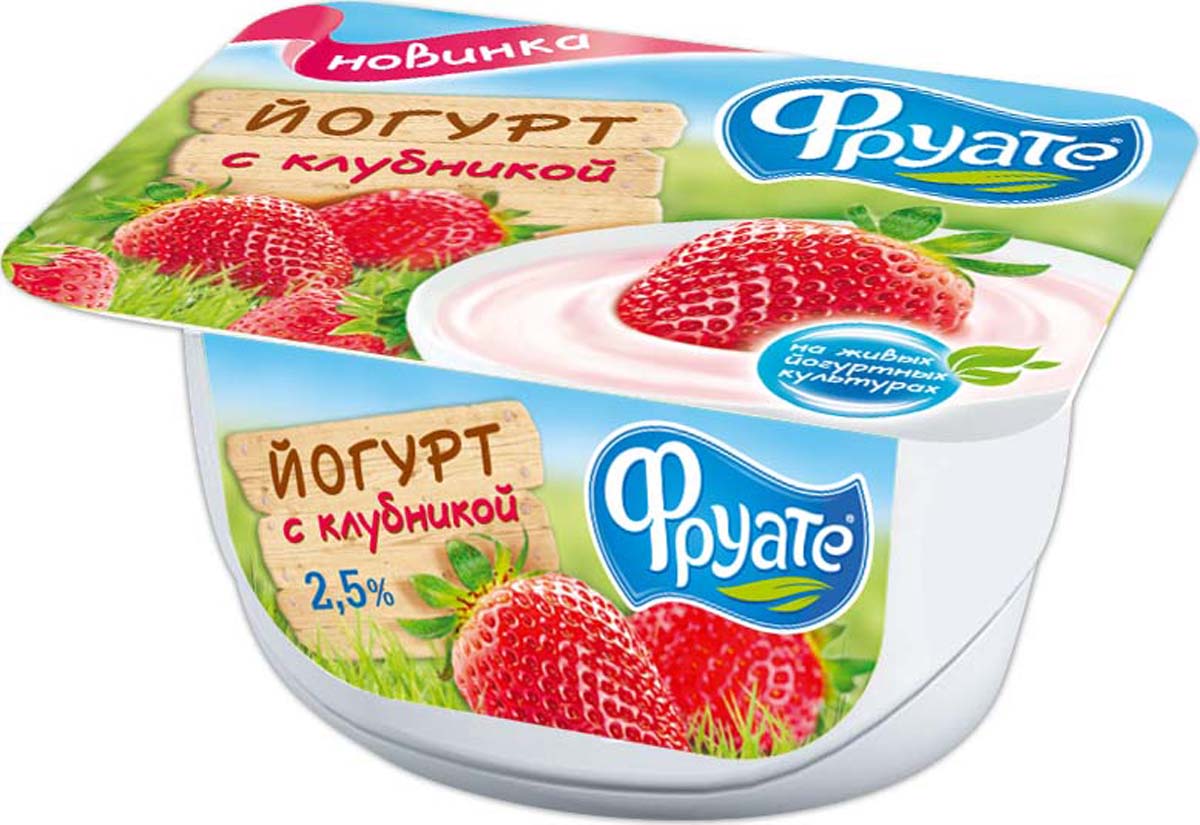 новинка
йогурт
с клубникой
Фруате®
на живых
йогуртных
культурах
йогурт
с клубникой
2,5%
Фруате®